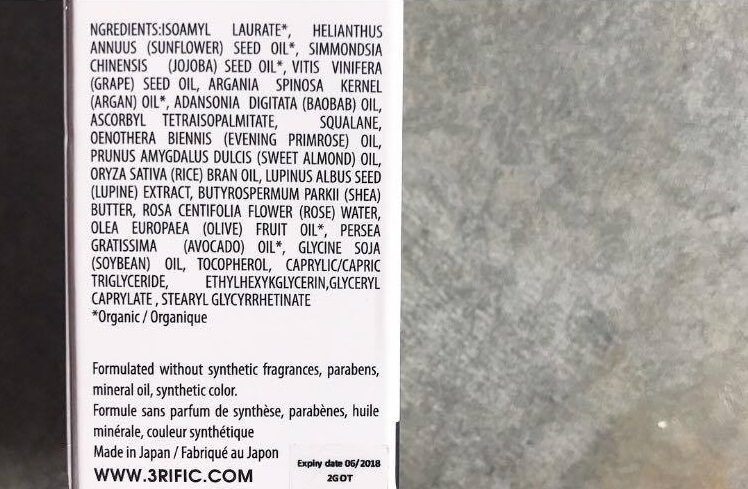 NGREDIENTS:ISOAMYL LAURATE*, HELIANTHUS
ANNUUS (SUNFLOWER) SEED OIL*, SIMMONDSIA
CHINENSIS (JOJOBA) SEED OIL*, VITIS VINIFERA
(GRAPE) SEED OIL, ARGANIA SPINOSA KERNEL
(ARGAN) OIL*, ADANSONIA DIGITATA (BAOBAB) OIL,
ASCORBYL TETRAISOPALMITATE, SQUALANE,
OENOTHERA BIENNIS (EVENING PRIMROSE) OIL,
PRUNUS AMYGDALUS DULCIS (SWEET ALMOND) OIL,
ORYZA SATIVA (RICE) BRAN OIL, LUPINUS ALBUS SEED
(LUPINE) EXTRACT, BUTYROSPERMUM PARKII (SHEA)
BUTTER, ROSA CENTIFOLIA FLOWER (ROSE) WATER,
OLEA EUROPAEA (OLIVE) FRUIT OIL*, PERSEA
GRATISSIMA (AVOCADO) OIL*, GLYCINE SOJA
(SOYBEAN) OIL, TOCOPHEROL, CAPRYLIC/CAPRIC
TRIGLYCERIDE, ETHYLHEXYKGLYCERIN,GLYCERYL
CAPRYLATE , STEARYL GLYCYRRHETINATE
*Organic / Organique
Formulated without synthetic fragrances, parabens,
mineral oil, synthetic color.
Formule sans parfum de synthèse, parabènes, huile
minérale, couleur synthétique
Made in Japan / Fabriqué au Japon
WWW.3RIFIC.COM
Expiry date 06/2018
2GOT